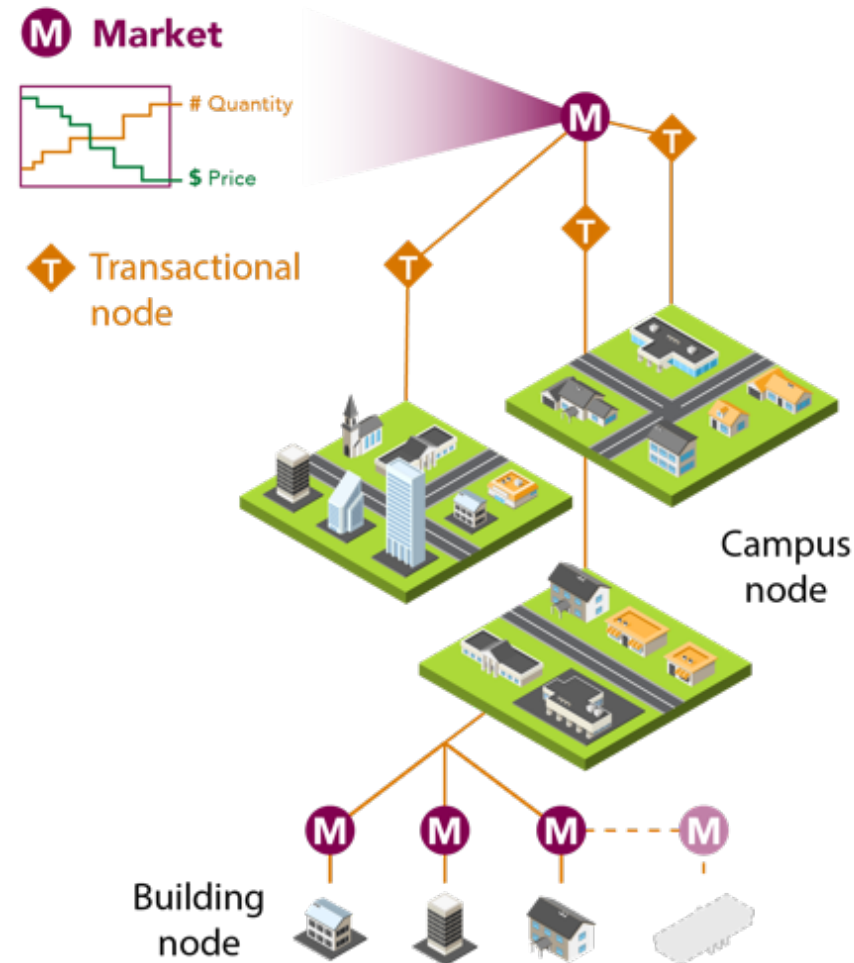 M Market
# Quantity
$ Price
M
T
T
T
T Transactional
node
Campus
node
M M M M
Building
node